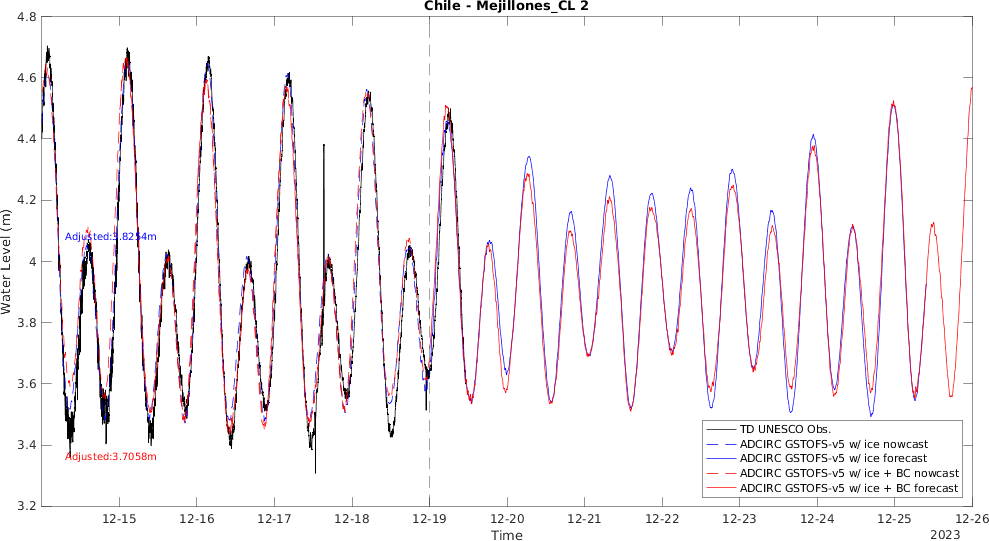 Chile - Mejillones_CL 2
4.8
4.6
4.4
4.2
4
3.8
3.6
3.4
3.2
Water Level (m)
Adjusted:3.8254m
Adjusted:3.7058m
TD UNESCO Obs.
ADCIRC GSTOFS-v5 w/ ice nowcast
ADCIRC GSTOFS-v5 w/ ice forecast
ADCIRC GSTOFS-v5 w/ ice + BC nowcast
ADCIRC GSTOFS-v5 w/ ice + BC forecast
12-15 12-16 12-17 12-18 12-19 12-20 12-21 12-22 12-23 12-24 12-25 12-26
Time
2023